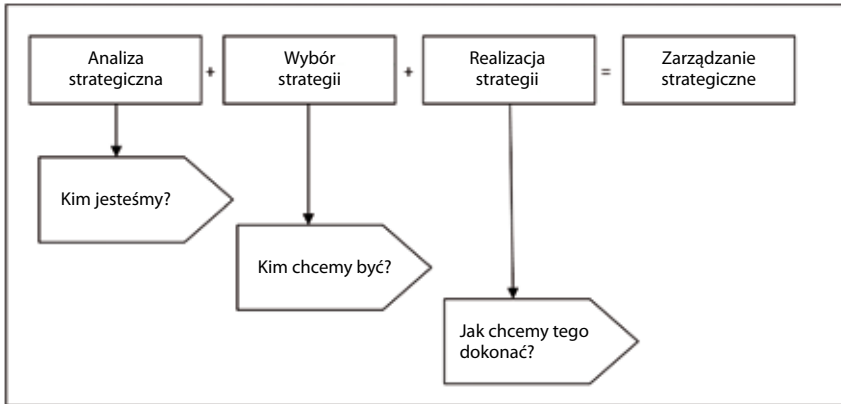 Analiza
strategiczna
+
Wybór
strategii
+
Realizacja
strategii
=
Zarządzanie
strategiczne
Kim jesteśmy?
Kim chcemy być?
Jak chcemy tego
dokonać?